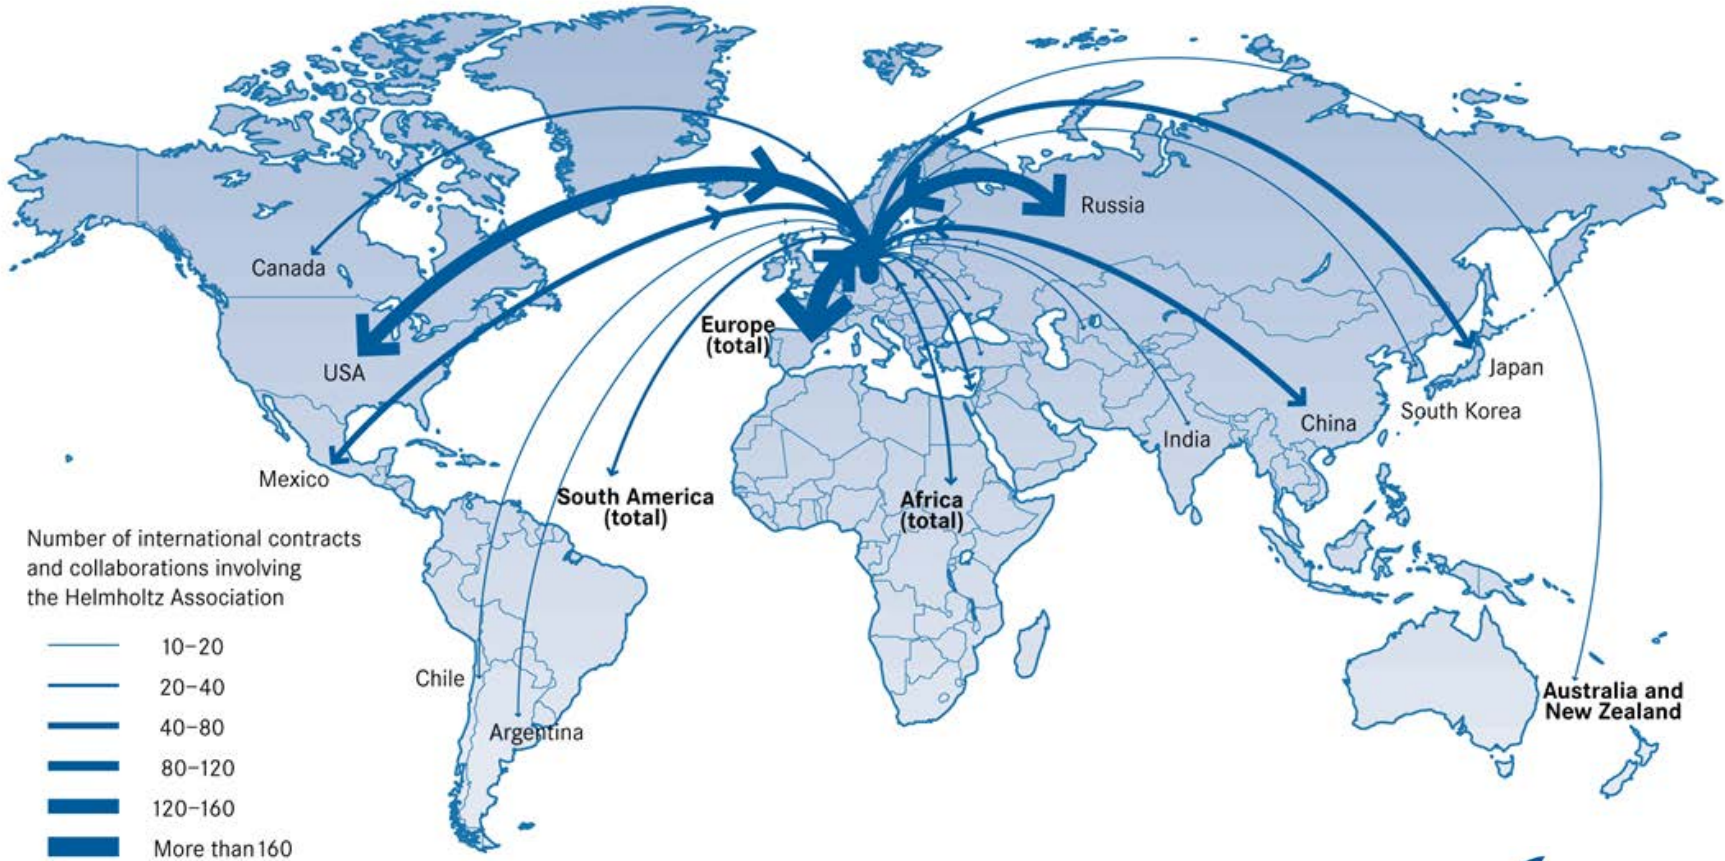 Russia
Canada
Europe
(total)
USA
Japan
South Korea
China
India
Mexico
South America
(total)
Africa
(total)
Number of international contracts
and collaborations involving
the Helmholtz Association
10–20
20–40
40–80
80–120
120–160
More than 160
Chile
Argentina
Australia and
New Zealand